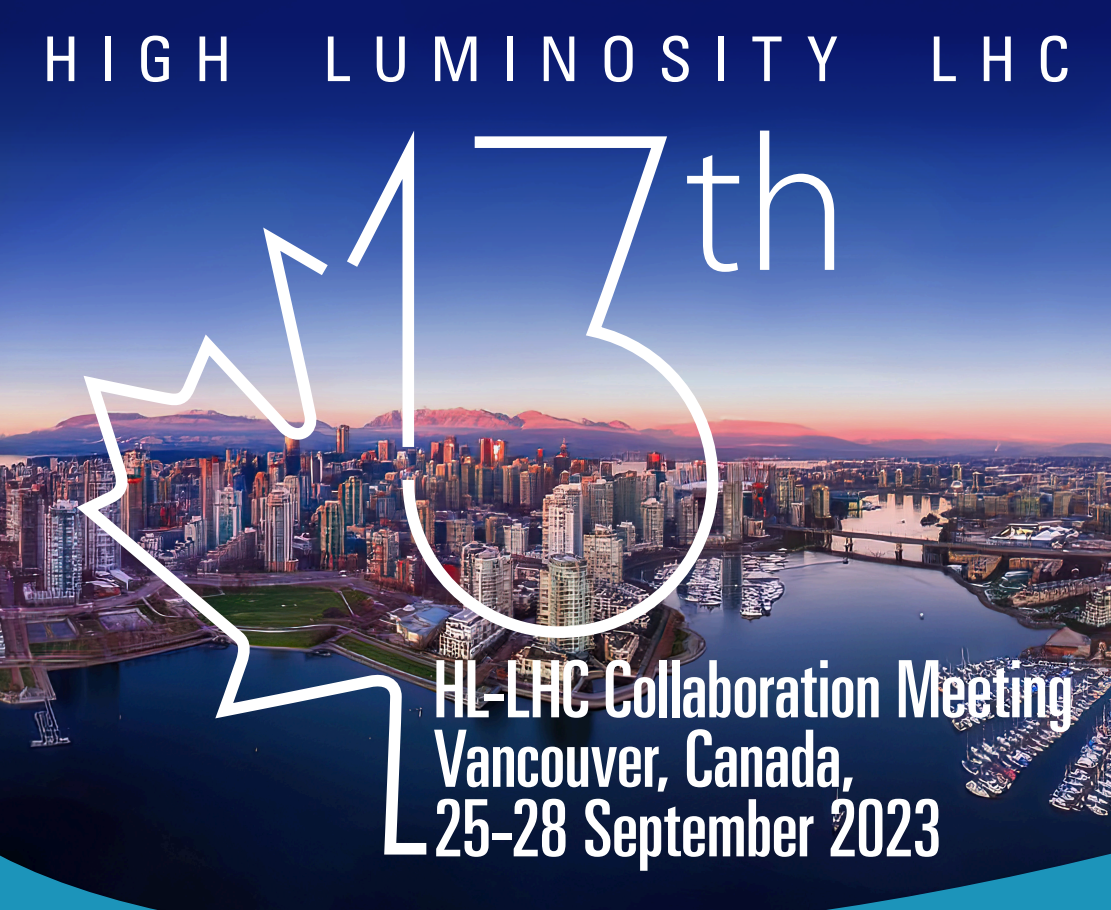 HIGH LUMINOSITY LHC
13th
HL-LHC Collaboration Meeting
Vancouver, Canada,
25-28 September 2023